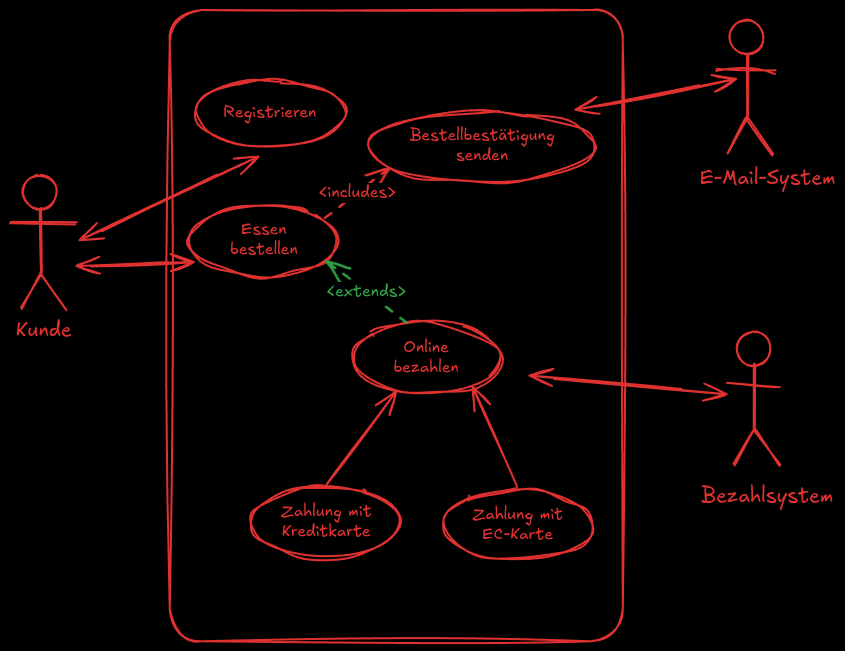 Registrieren
Bestellbestätigung
senden
E-Mail-System
<includes>
Essen
bestellen
Kunde
<extends>
Online
bezahlen
Bezahlsystem
Zahlung mit
Kreditkarte
Zahlung mit
EC-Karte